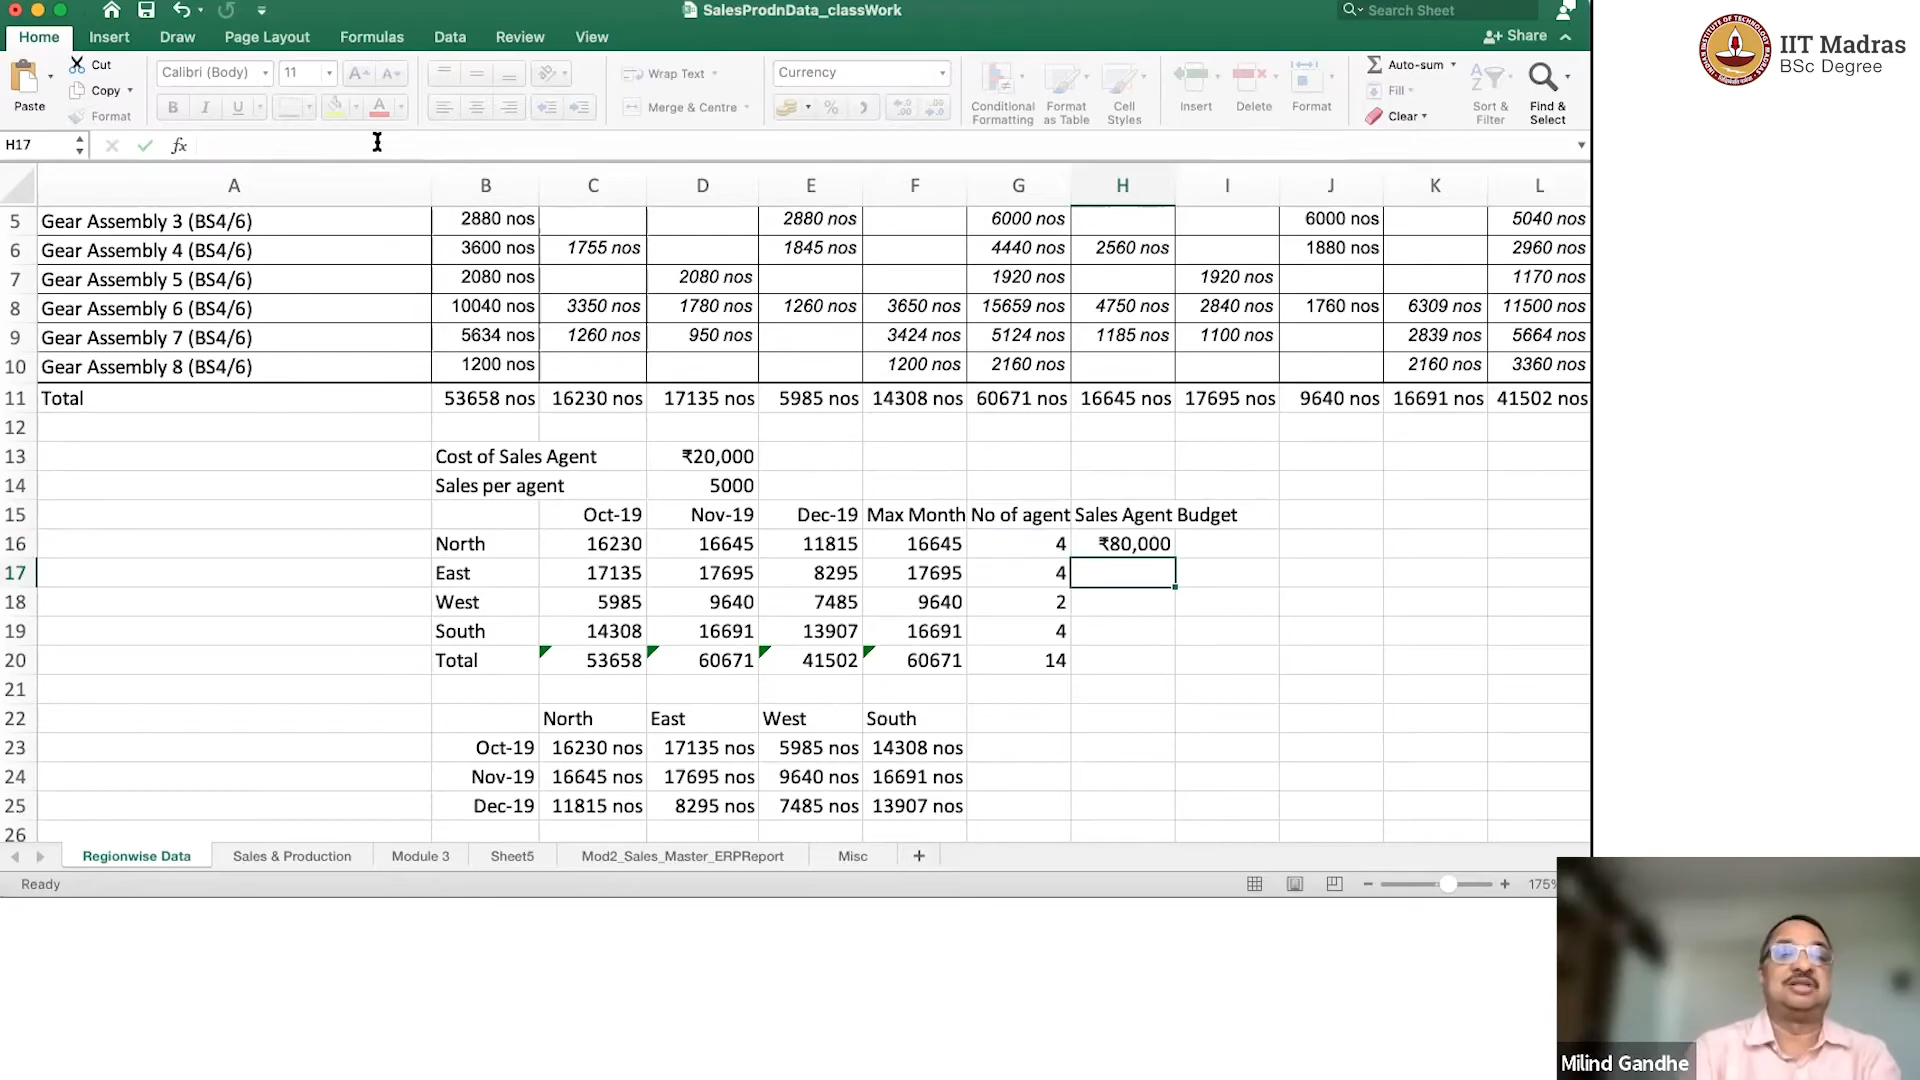 SalesProdnData_classWork
Search Sheet
Home Insert Draw Page Layout Formulas Data Review View
Share
Paste
Cut
Copy
Format
Calibri (Body) 11
A A
B I U A
Wrap Text
Merge & Centre
Currency
%
Conditional Formatting
Format as Table
Cell Styles
Insert
Delete
Format
Auto-sum
Fill
Clear
Sort & Filter
Find & Select
IIT Madras
BSc Degree
H17 fx
A B C D E F G H I J K L
5 Gear Assembly 3 (BS4/6) 2880 nos 2880 nos 6000 nos 6000 nos 5040 nos
6 Gear Assembly 4 (BS4/6) 3600 nos 1755 nos 1845 nos 4440 nos 2560 nos 1880 nos 2960 nos
7 Gear Assembly 5 (BS4/6) 2080 nos 2080 nos 1920 nos 1920 nos 1170 nos
8 Gear Assembly 6 (BS4/6) 10040 nos 3350 nos 1780 nos 1260 nos 3650 nos 15659 nos 4750 nos 2840 nos 1760 nos 6309 nos 11500 nos
9 Gear Assembly 7 (BS4/6) 5634 nos 1260 nos 950 nos 3424 nos 5124 nos 1185 nos 1100 nos 2839 nos 5664 nos
10 Gear Assembly 8 (BS4/6) 1200 nos 1200 nos 2160 nos 2160 nos 3360 nos
11 Total 53658 nos 16230 nos 17135 nos 5985 nos 14308 nos 60671 nos 16645 nos 17695 nos 9640 nos 16691 nos 41502 nos
12
13 Cost of Sales Agent ₹20,000
14 Sales per agent 5000
15 Oct-19 Nov-19 Dec-19 Max Month No of agent Sales Agent Budget
16 North 16230 16645 11815 16645 4 ₹80,000
17 East 17135 17695 8295 17695 4
18 West 5985 9640 7485 9640 2
19 South 14308 16691 13907 16691 4
20 Total 53658 60671 41502 60671 14
21
22 North East West South
23 Oct-19 16230 nos 17135 nos 5985 nos 14308 nos
24 Nov-19 16645 nos 17695 nos 9640 nos 16691 nos
25 Dec-19 11815 nos 8295 nos 7485 nos 13907 nos
26
Regionwise Data Sales & Production Module 3 Sheet5 Mod2_Sales_Master_ERPReport Misc +
Ready
175%
Milind Gandhe